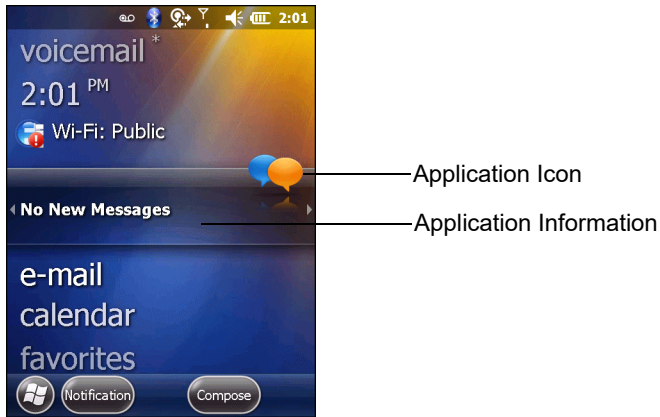 2:01
voicemail *
2:01 PM
Wi-Fi: Public
Application Icon
No New Messages
Application Information
e-mail
calendar
favorites
Notification
Compose